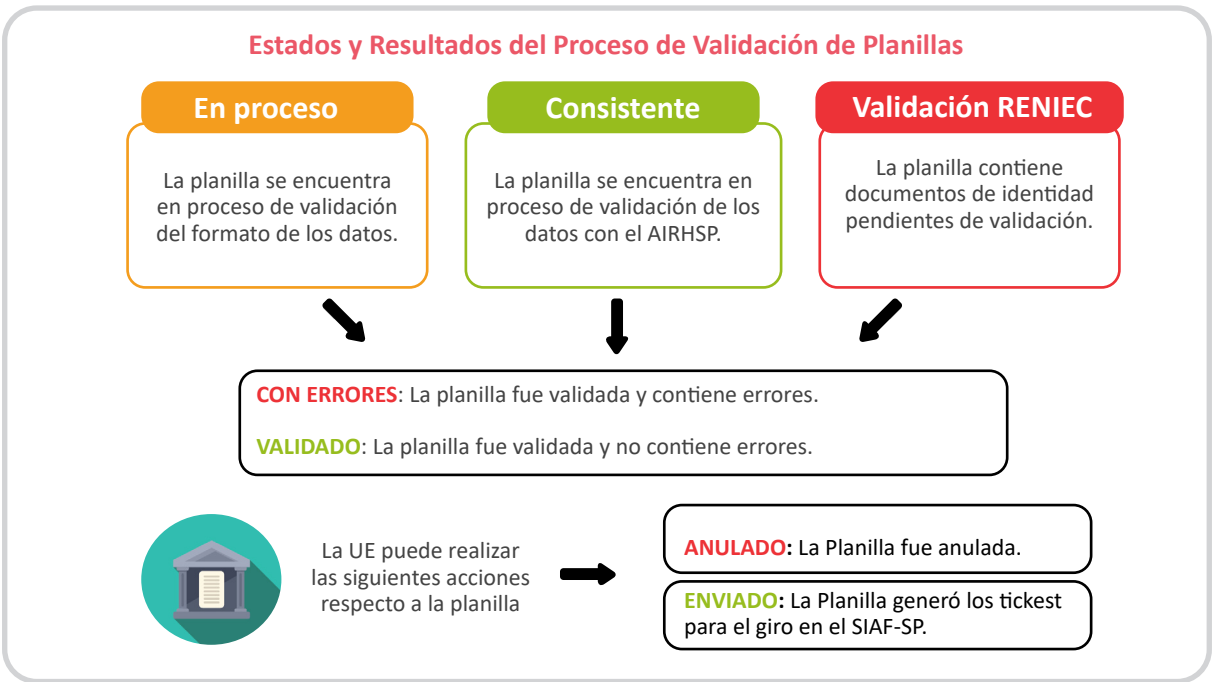 Estados y Resultados del Proceso de Validación de Planillas
En proceso
La planilla se encuentra
en proceso de validación
del formato de los datos.
Consistente
La planilla se encuentra en
proceso de validación de los
datos con el AIRHSP.
Validación RENIEC
La planilla contiene
documentos de identidad
pendientes de validación.
CON ERRORES: La planilla fue validada y contiene errores.
VALIDADO: La planilla fue validada y no contiene errores.
La UE puede realizar
las siguientes acciones
respecto a la planilla
ANULADO: La Planilla fue anulada.
ENVIADO: La Planilla generó los tickest
para el giro en el SIAF-SP.